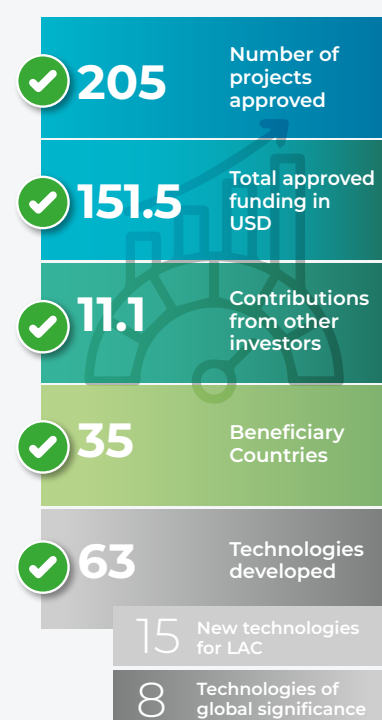 205
Number of
projects
approved
151.5
Total approved
funding in
USD
11.1
Contributions
from other
investors
35
Beneficiary
Countries
63
Technologies
developed
15
New technologies
for LAC
8
Technologies of
global significance